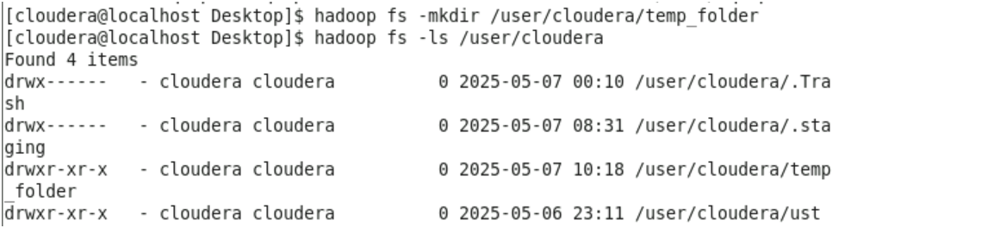 [cloudera@localhost Desktop]$ hadoop fs -mkdir /user/cloudera/temp_folder
[cloudera@localhost Desktop]$ hadoop fs -ls /user/cloudera
Found 4 items
drwx------   - cloudera cloudera          0 2025-05-07 00:10 /user/cloudera/.Tra
sh
drwx------   - cloudera cloudera          0 2025-05-07 08:31 /user/cloudera/.sta
ging
drwxr-xr-x   - cloudera cloudera          0 2025-05-07 10:18 /user/cloudera/temp
_folder
drwxr-xr-x   - cloudera cloudera          0 2025-05-06 23:11 /user/cloudera/ust